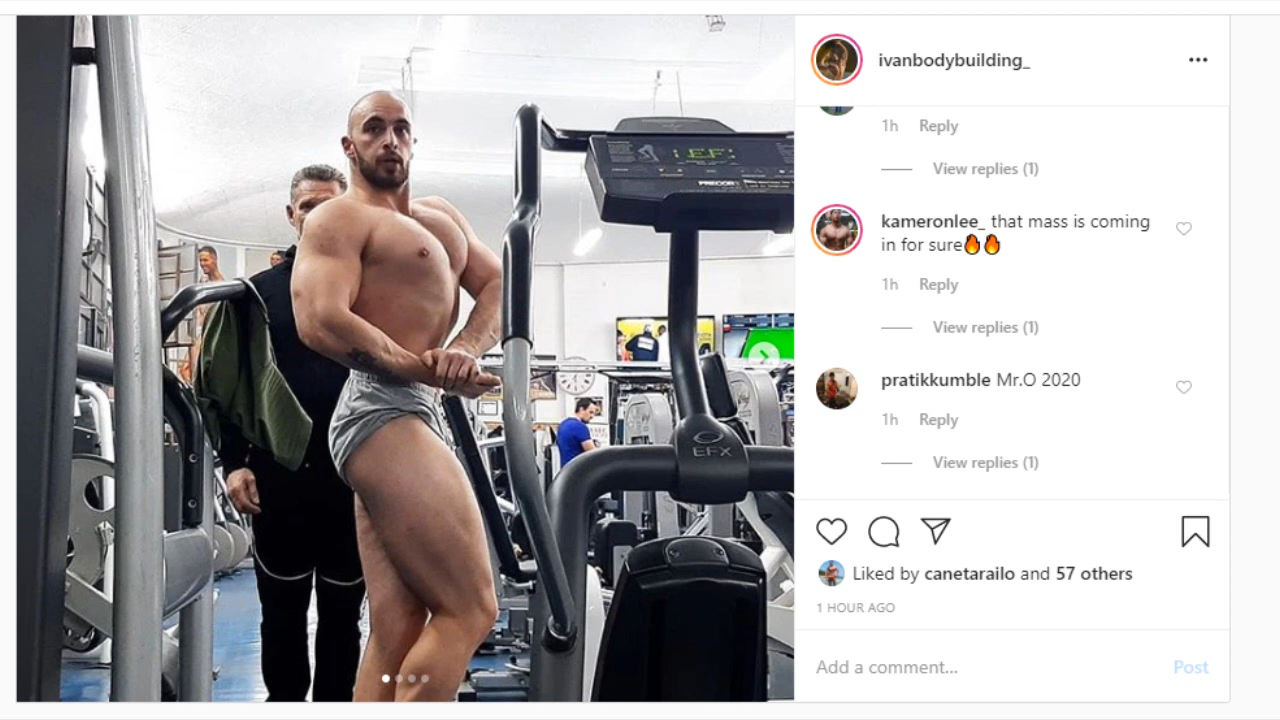 ivanbodybuilding_
1h Reply
View replies (1)
kameronlee_ that mass is coming
in for sure🔥🔥
1h Reply
View replies (1)
pratikkumble Mr.O 2020
1h Reply
View replies (1)
Liked by canetarailo and 57 others
1 HOUR AGO
Add a comment... Post
PRECOR
EFX